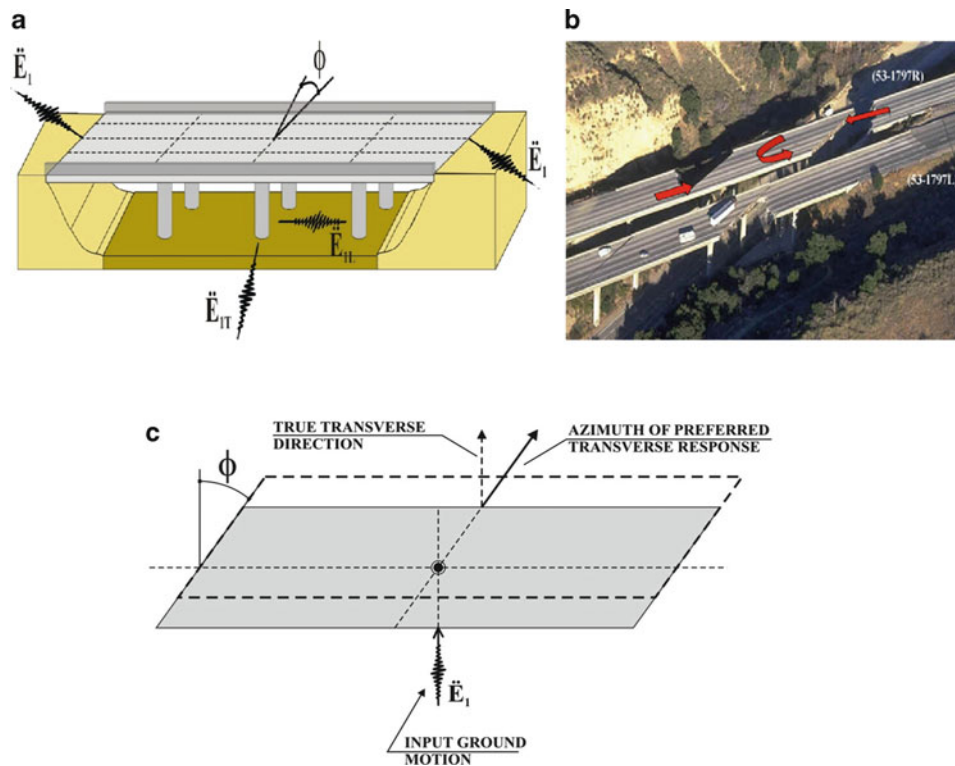 a
Ë1
ϕ
Ë1
Ë1L
Ë1T
b
(53-1797R)
(53-1797L)
c
TRUE TRANSVERSE
DIRECTION
AZIMUTH OF PREFERRED
TRANSVERSE RESPONSE
ϕ
Ë1
INPUT GROUND
MOTION